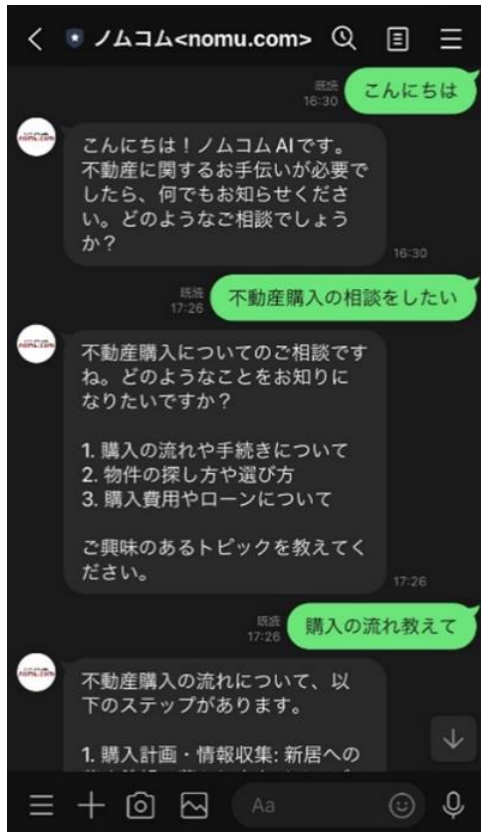 ノムコム<nomu.com>
既読
16:30
こんにちは
nomu.com
こんにちは！ノムコムAIです。
不動産に関するお手伝いが必要で
したら、何でもお知らせくださ
い。どのようなご相談でしょう
か？
16:30
既読
17:26
不動産購入の相談をしたい
nomu.com
不動産購入についてのご相談です
ね。どのようなことをお知りに
なりたいですか？
1. 購入の流れや手続きについて
2. 物件の探し方や選び方
3. 購入費用やローンについて
ご興味のあるトピックを教えてく
ださい。
17:26
既読
17:26
購入の流れ教えて
nomu.com
不動産購入の流れについて、以
下のステップがあります。
1. 購入計画・情報収集: 新居への
Aa